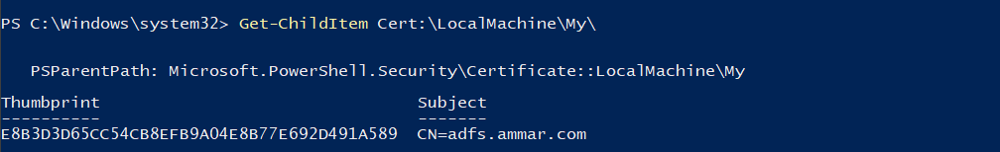 PS C:\Windows\system32> Get-ChildItem Cert:\LocalMachine\My\
PSParentPath: Microsoft.PowerShell.Security\Certificate::LocalMachine\My
Thumbprint Subject
---------- -------
E8B3D3D65CC54CB8EFB9A04E8B77E692D491A589 CN=adfs.ammar.com